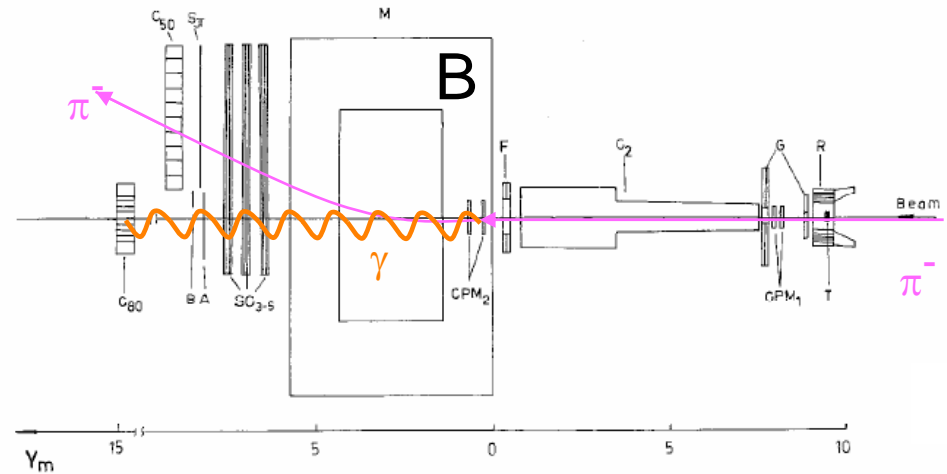 M
C50 Sπ
B
π-
F
C2
G
R
Beam
π-
γ
C80
B A
SC3-5
CPM2
CPM1
T
15
5
0
5
10
Ym